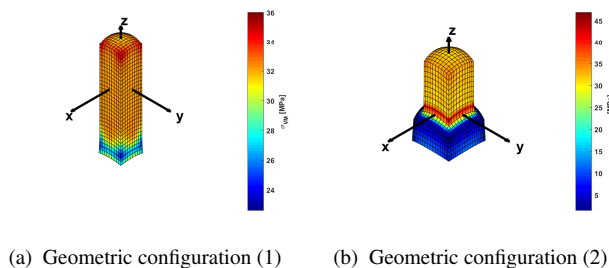 z
x
y
36
34
32
30
28
26
24
σVM [MPa]
z
x
y
45
40
35
30
25
20
15
10
5
(a) Geometric configuration (1)
(b) Geometric configuration (2)